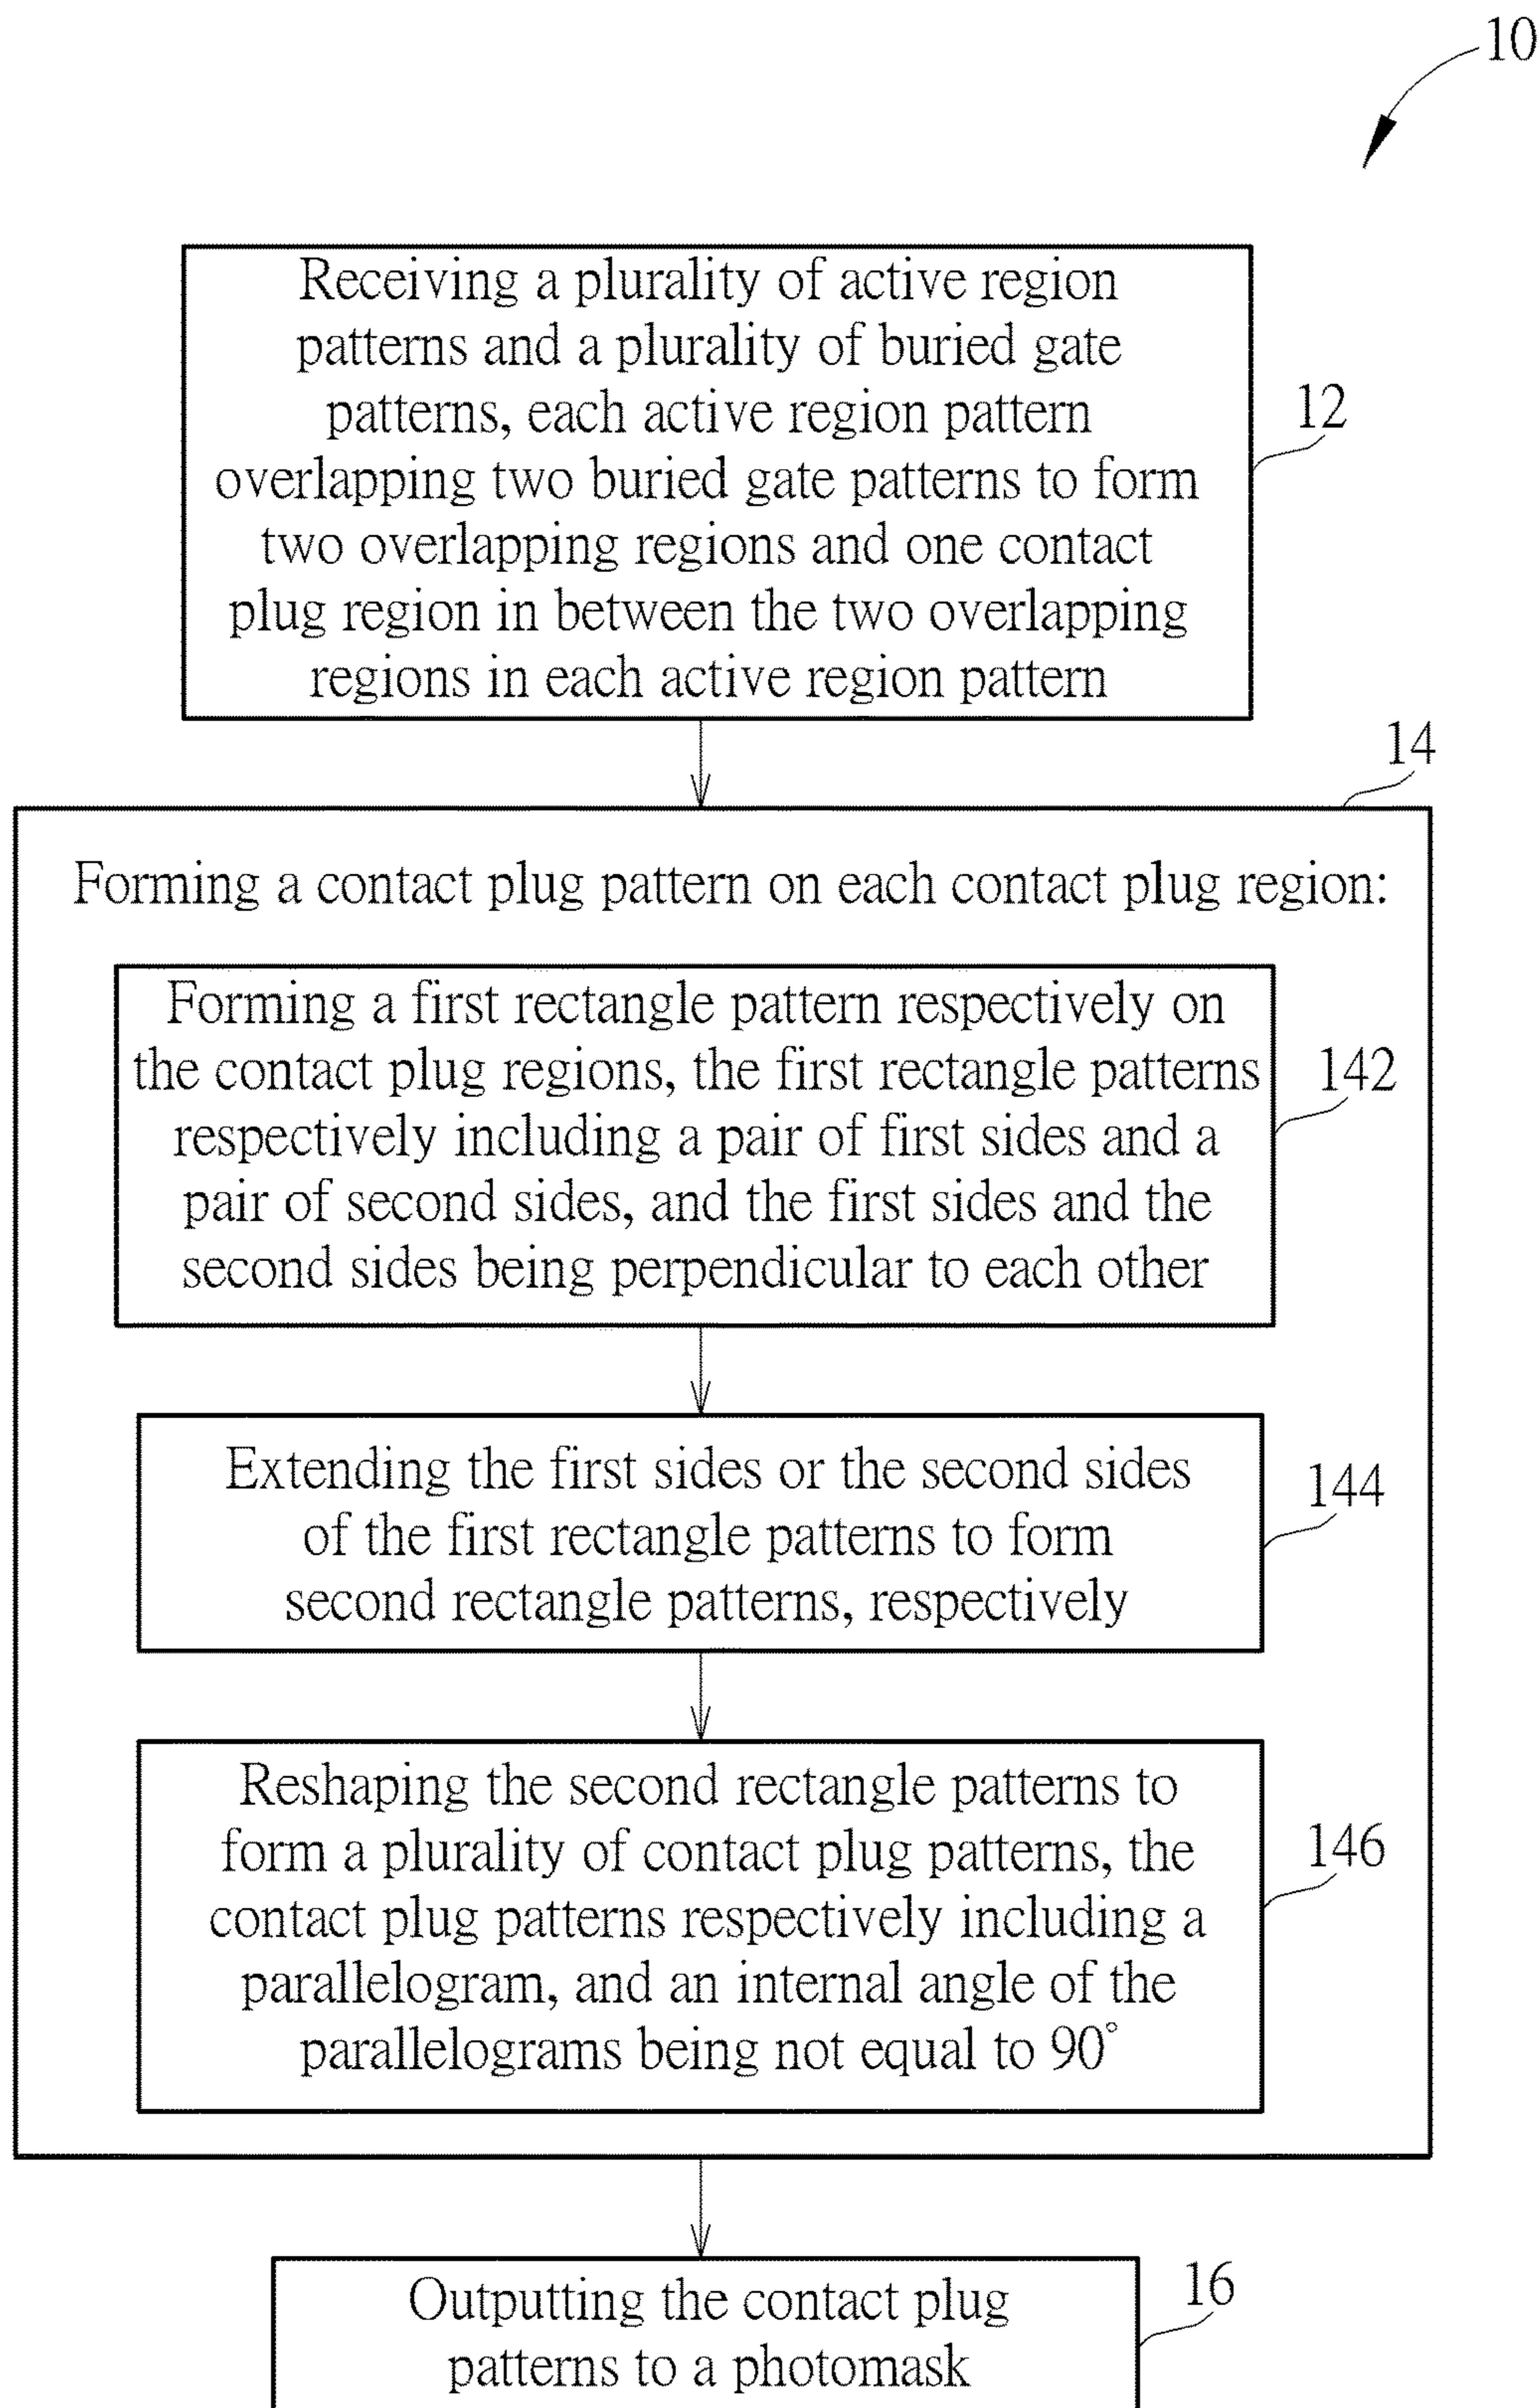 10
Receiving a plurality of active region
patterns and a plurality of buried gate
patterns, each active region pattern
overlapping two buried gate patterns to form
two overlapping regions and one contact
plug region in between the two overlapping
regions in each active region pattern
12
14
Forming a contact plug pattern on each contact plug region:
Forming a first rectangle pattern respectively on
the contact plug regions, the first rectangle patterns
respectively including a pair of first sides and a
pair of second sides, and the first sides and the
second sides being perpendicular to each other
142
Extending the first sides or the second sides
of the first rectangle patterns to form
second rectangle patterns, respectively
144
Reshaping the second rectangle patterns to
form a plurality of contact plug patterns, the
contact plug patterns respectively including a
parallelogram, and an internal angle of the
parallelograms being not equal to 90°
146
Outputting the contact plug
patterns to a photomask
16